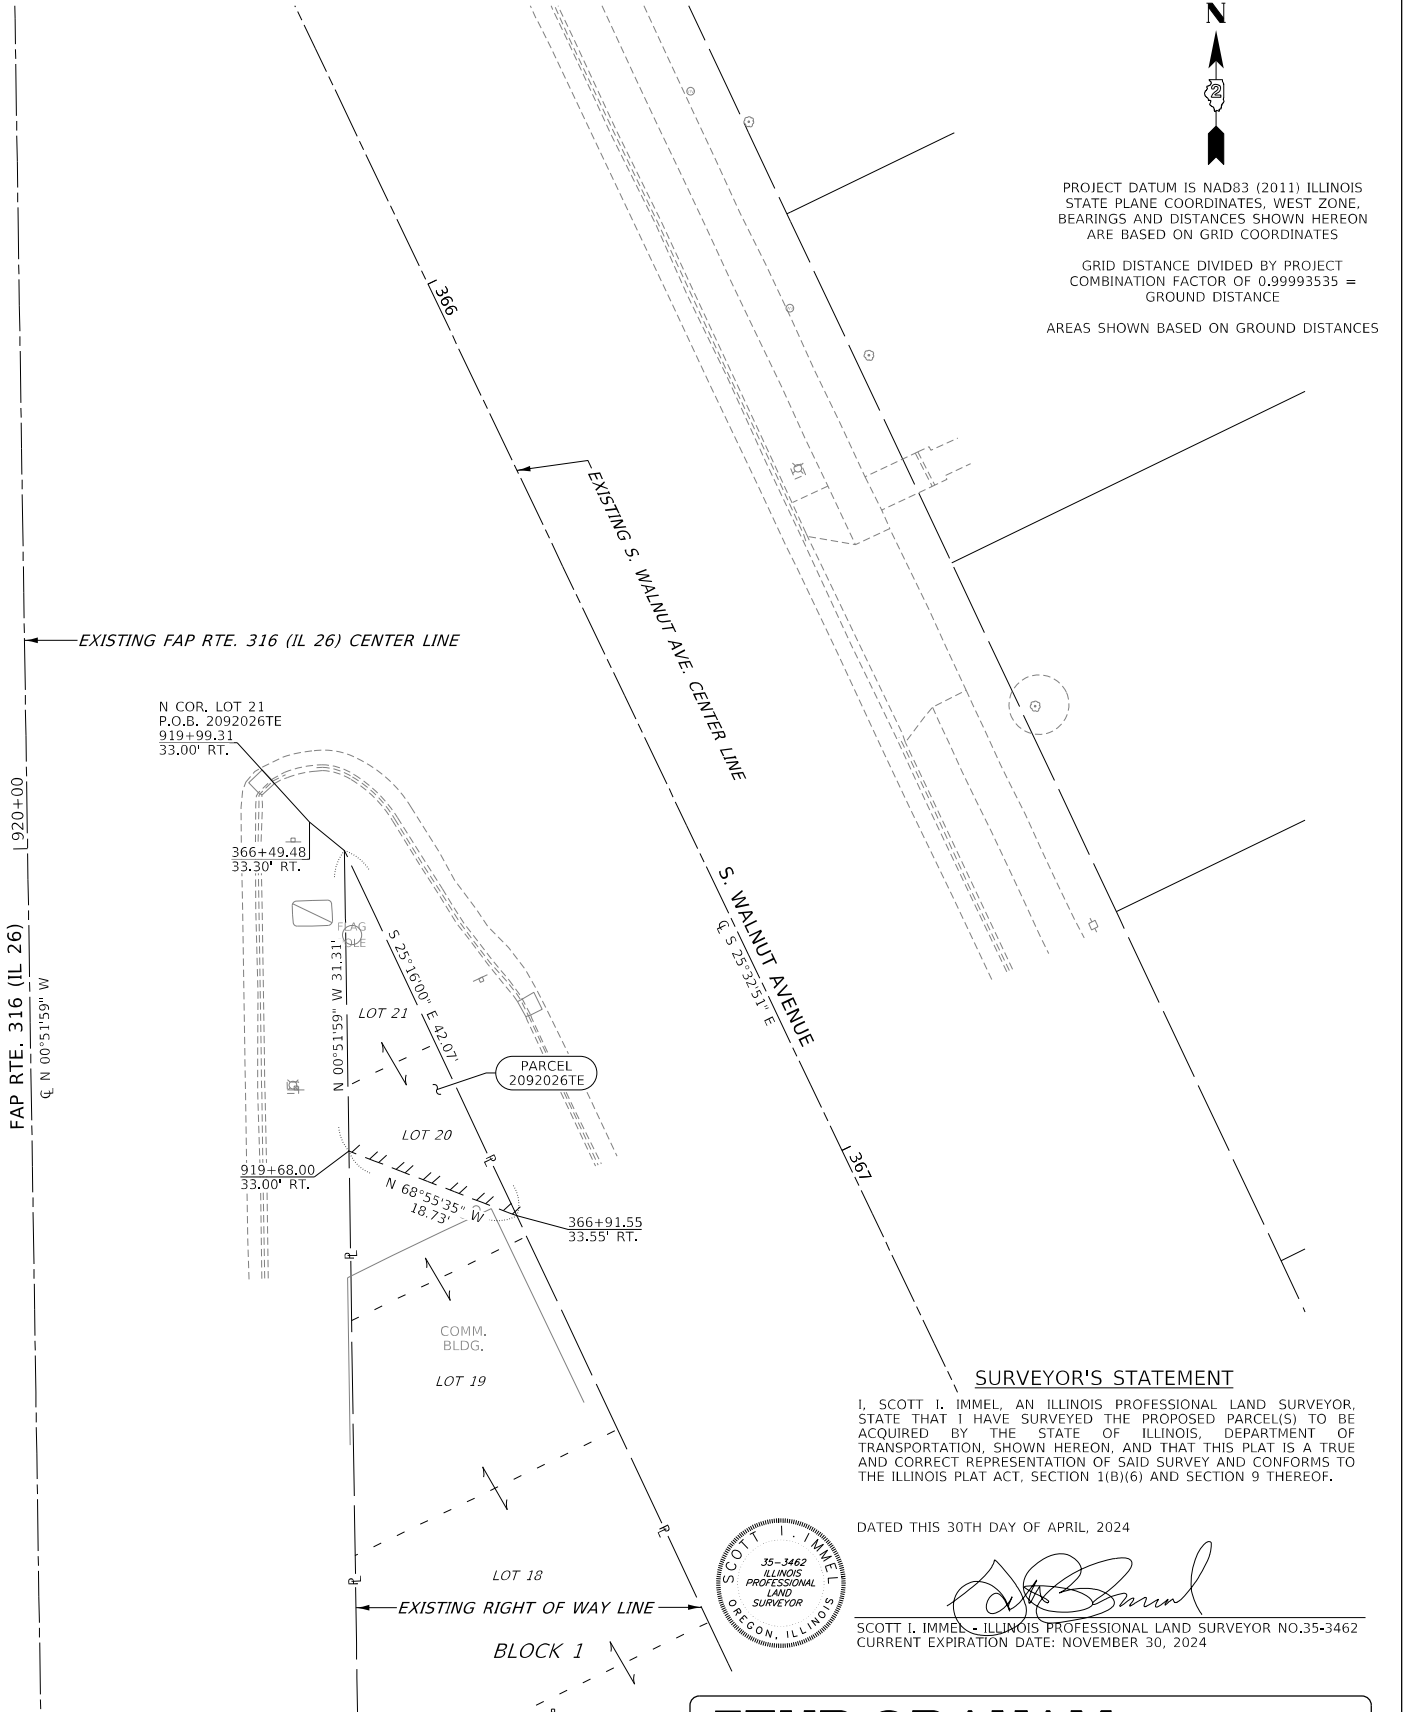 N
2
PROJECT DATUM IS NAD83 (2011) ILLINOIS
STATE PLANE COORDINATES, WEST ZONE,
BEARINGS AND DISTANCES SHOWN HEREON
ARE BASED ON GRID COORDINATES
GRID DISTANCE DIVIDED BY PROJECT
COMBINATION FACTOR OF 0.99993535 =
GROUND DISTANCE
AREAS SHOWN BASED ON GROUND DISTANCES
366
EXISTING S. WALNUT AVE. CENTER LINE
EXISTING FAP RTE. 316 (IL 26) CENTER LINE
N COR. LOT 21
P.O.B. 2092026TE
919+99.31
33.00' RT.
920+00
366+49.48
33.30' RT.
FAP RTE. 316 (IL 26)
℄ N 00°51'59" W
S. WALNUT AVENUE
℄ S 25°32'51" E
N 00°51'59" W 31.31'
S 25°16'00" E 42.07'
LOT 21
PARCEL
2092026TE
LOT 20
367
919+68.00
33.00' RT.
N 68°55'35" W
18.73'
366+91.55
33.55' RT.
COMM.
BLDG.
LOT 19
LOT 18
EXISTING RIGHT OF WAY LINE
BLOCK 1
SURVEYOR'S STATEMENT
I, SCOTT I. IMMEL, AN ILLINOIS PROFESSIONAL LAND SURVEYOR,
STATE THAT I HAVE SURVEYED THE PROPOSED PARCEL(S) TO BE
ACQUIRED BY THE STATE OF ILLINOIS, DEPARTMENT OF
TRANSPORTATION, SHOWN HEREON, AND THAT THIS PLAT IS A TRUE
AND CORRECT REPRESENTATION OF SAID SURVEY AND CONFORMS TO
THE ILLINOIS PLAT ACT, SECTION 1(B)(6) AND SECTION 9 THEREOF.
DATED THIS 30TH DAY OF APRIL, 2024
SCOTT I. IMMEL
35-3462
ILLINOIS
PROFESSIONAL
LAND
SURVEYOR
OREGON, ILLINOIS
SCOTT I. IMMEL - ILLINOIS PROFESSIONAL LAND SURVEYOR NO.35-3462
CURRENT EXPIRATION DATE: NOVEMBER 30, 2024